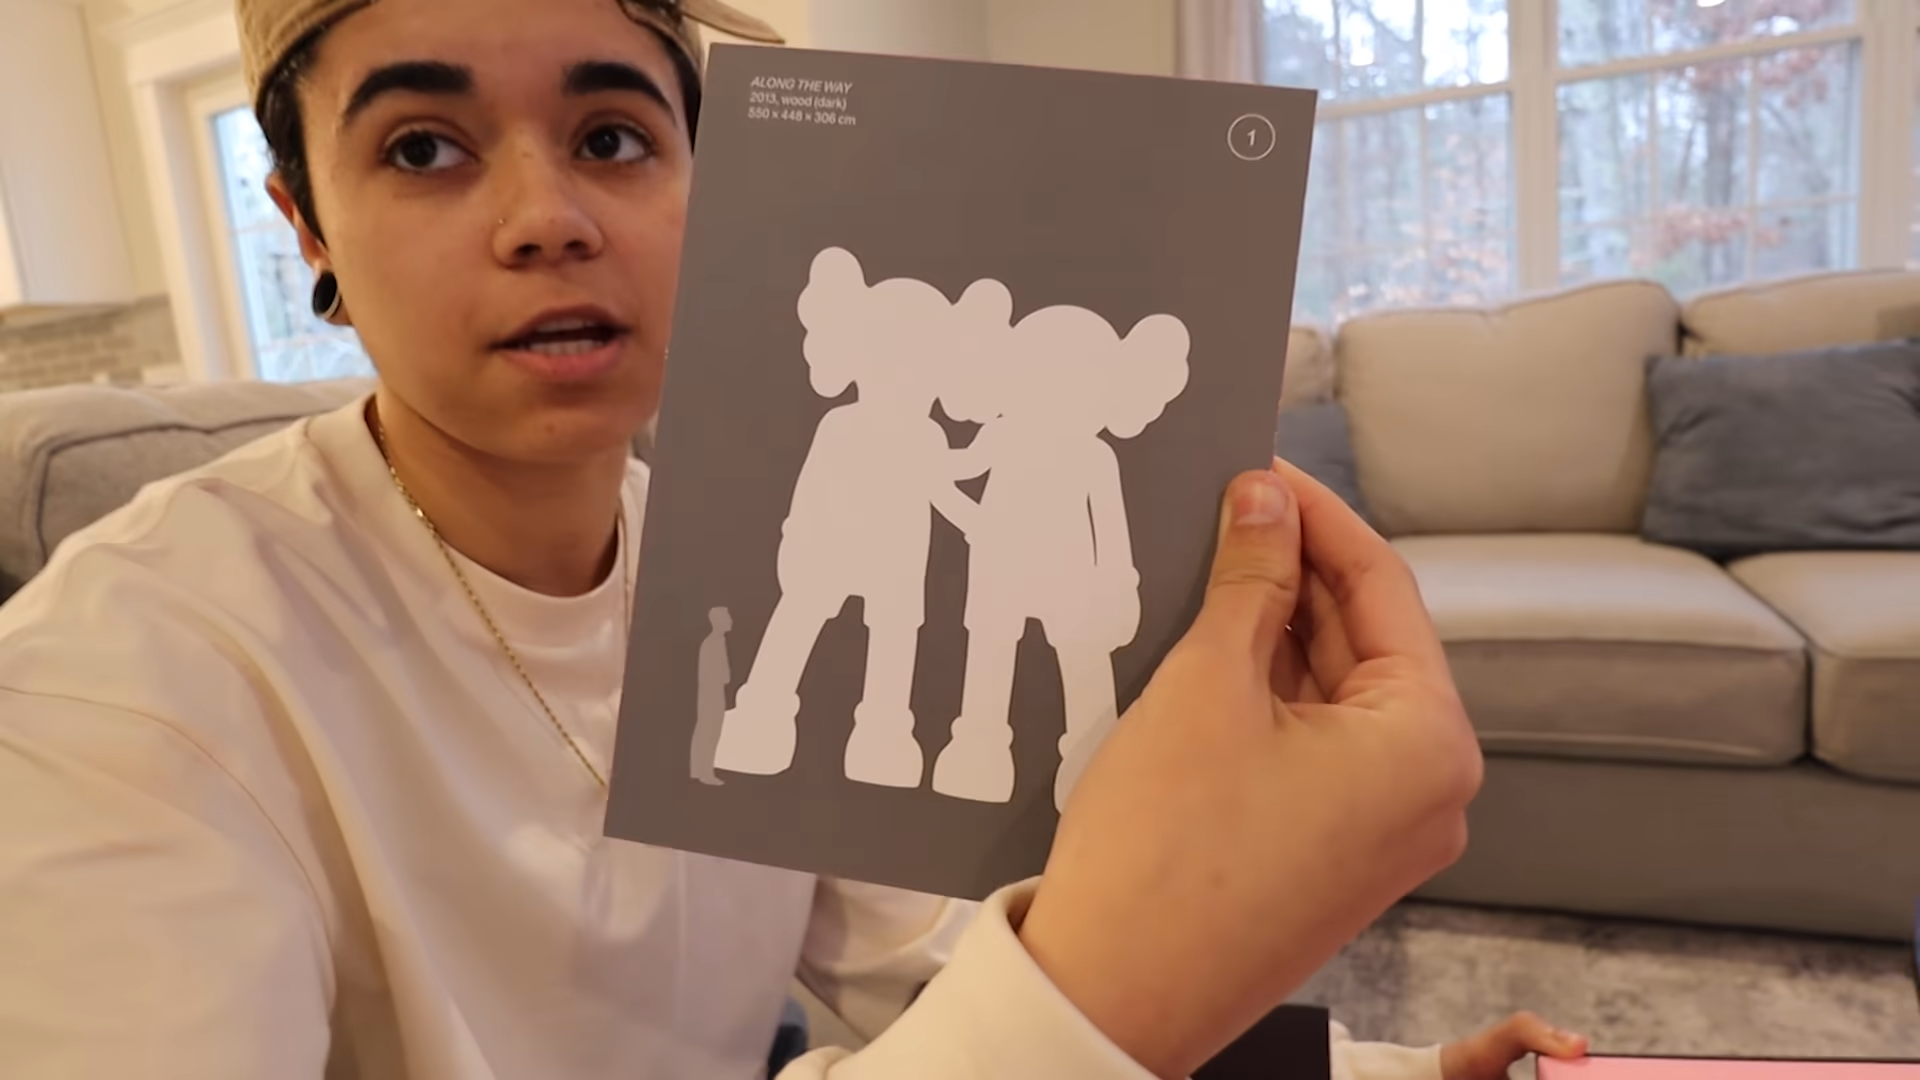 ALONG THE WAY
2013, wood (dark)
550 × 448 × 306 cm
1